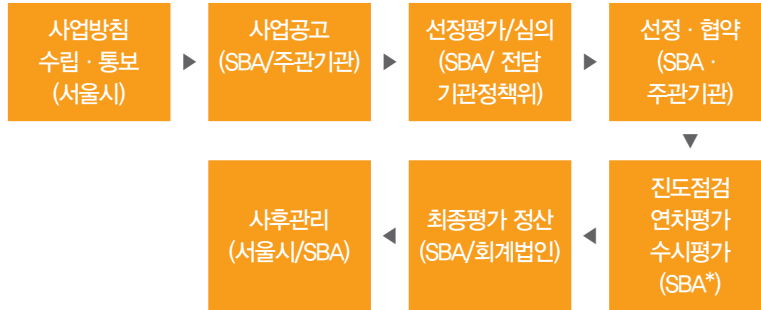 사업방침
수립 · 통보
(서울시)
사업공고
(SBA/주관기관)
선정평가/심의
(SBA/ 전담
기관정책위)
선정 · 협약
(SBA ·
주관기관)
진도점검
연차평가
수시평가
(SBA*)
최종평가 정산
(SBA/회계법인)
사후관리
(서울시/SBA)